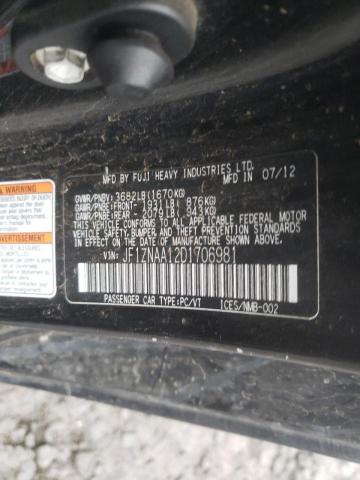 MFD BY FUJI HEAVY INDUSTRIES LTD.
MFD IN 07/12
GVWR/PNBV: 3682LB(1670KG)
GAWR/PNBEFRONT- 1931LB( 876KG)
GAWR/PNBE:REAR - 2079LB( 943KG)
THIS VEHICLE CONFORMS TO ALL APPLICABLE FEDERAL MOTOR
VEHICLE SAFETY,
BUMPER, AND THEFT PREVENTION STANDARDS IN
EFFECT ON THE DATE OF MANUFACTURE SHOWN ABOVE.
VIN: JF1ZNAA12D1706981
PASSENGER CAR TYPE:PC/VT
ICES/NMB-002
WARNING
AVERTISSEMENT